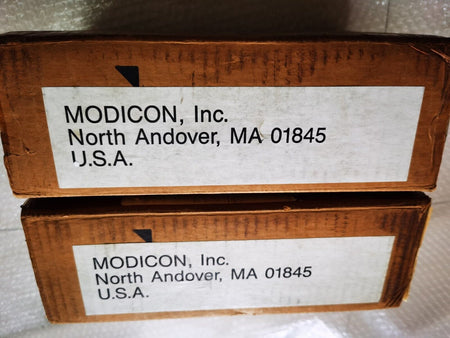 MODICON, Inc.
North Andover, MA 01845
U.S.A.
MODICON, Inc.
North Andover, MA 01845
U.S.A.